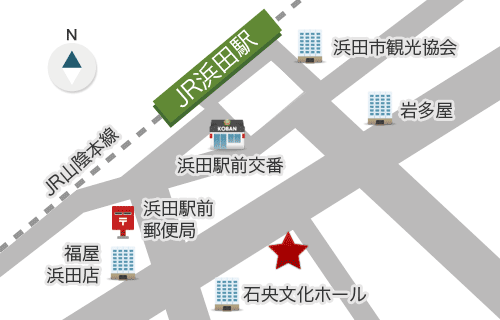 N
JR浜田駅
浜田市観光協会
岩多屋
KOBAN
浜田駅前交番
JR山陰本線
浜田駅前
郵便局
福屋
浜田店
石央文化ホール